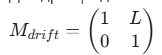 M_{drift} = \begin{pmatrix} 1 & L \\ 0 & 1 \end{pmatrix}